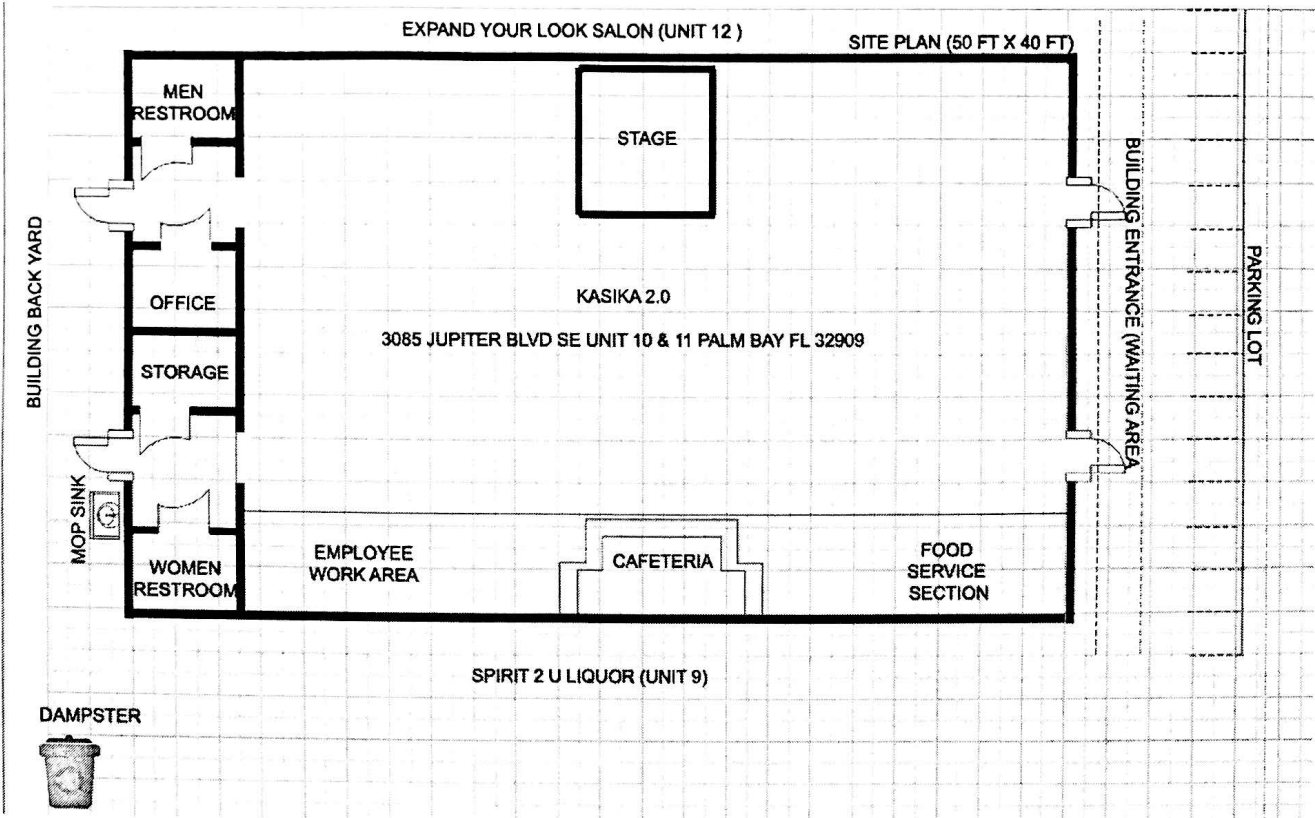 EXPAND YOUR LOOK SALON (UNIT 12 )
SITE PLAN (50 FT X 40 FT)
MEN
RESTROOM
STAGE
BUILDING BACK YARD
OFFICE
STORAGE
KASIKA 2.0
3085 JUPITER BLVD SE UNIT 10 & 11 PALM BAY FL 32909
BUILDING ENTRANCE (WAITING AREA
PARKING LOT
MOP SINK
WOMEN
RESTROOM
EMPLOYEE
WORK AREA
CAFETERIA
FOOD
SERVICE
SECTION
SPIRIT 2 U LIQUOR (UNIT 9)
DAMPSTER